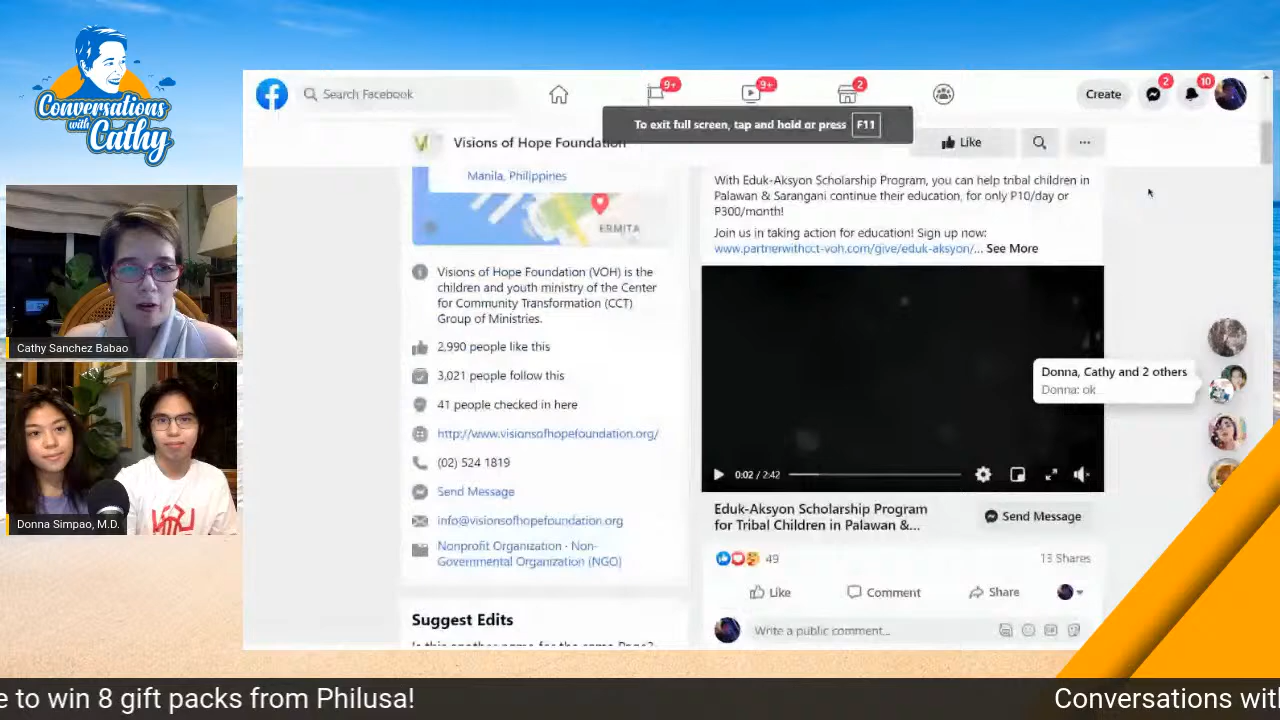 Conversations
with
Cathy
Cathy Sanchez Babao
Donna Simpao, M.D.
Search Facebook
9+
9+
2
Create
2
10
To exit full screen, tap and hold or press F11
Visions of Hope Foundation
Like
Manila, Philippines
ERMITA
Visions of Hope Foundation (VOH) is the
children and youth ministry of the Center
for Community Transformation (CCT)
Group of Ministries.
2,990 people like this
3,021 people follow this
41 people checked in here
http://www.visionsofhopefoundation.org/
(02) 524 1819
Send Message
info@visionsofhopefoundation.org
Nonprofit Organization · Non-
Governmental Organization (NGO)
Suggest Edits
Is this another name for the same Page?
With Eduk-Aksyon Scholarship Program, you can help tribal children in
Palawan & Sarangani continue their education, for only P10/day or
P300/month!
Join us in taking action for education! Sign up now:
www.partnerwithcct-voh.com/give/eduk-aksyon/... See More
0:02 / 2:42
Eduk-Aksyon Scholarship Program
for Tribal Children in Palawan &...
Send Message
49
13 Shares
Like
Comment
Share
Write a public comment...
Donna, Cathy and 2 others
Donna: ok
e to win 8 gift packs from Philusa!
Conversations with